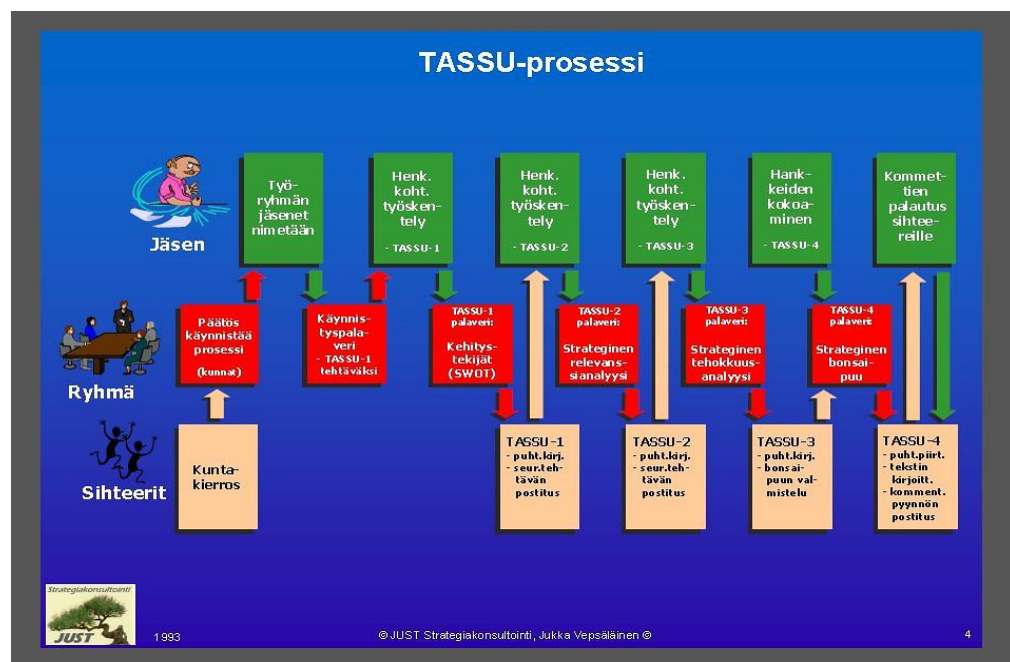 TASSU-prosessi
Jäsen
Työ-
ryhmän
jäsenet
nimetään
Henk.
koht.
työsken-
tely
- TASSU-1
Henk.
koht.
työsken-
tely
- TASSU-2
Henk.
koht.
työsken-
tely
- TASSU-3
Hank-
keiden
kokoa-
minen
- TASSU-4
Kommet-
tien
palautus
sihtee-
reille
Ryhmä
Päätös
käynnistää
prosessi
(kunnat)
Käynnis-
tyspala-
veri
- TASSU-1
tehtäväksi
TASSU-1
palaveri:
Kehitys-
tekijät
(SWOT)
TASSU-2
palaveri:
Strateginen
relevans-
sianalyysi
TASSU-3
palaveri:
Strateginen
tehokkuus-
analyysi
TASSU-4
palaveri:
Strateginen
bonsai-
puu
Sihteerit
Kunta-
kierros
TASSU-1
- puht.kirj.
- seur.teh-
tävän
postitus
TASSU-2
- puht.kirj.
- seur.teh-
tävän
postitus
TASSU-3
- puht.kirj.
- bonsai-
puun val-
mistelu
TASSU-4
- puht.piirt.
- tekstin
kirjoitt.
- komment.
pyynnön
postitus
Strategiakonsultointi
JUST
1993
© JUST Strategiakonsultointi, Jukka Vepsäläinen ©
4